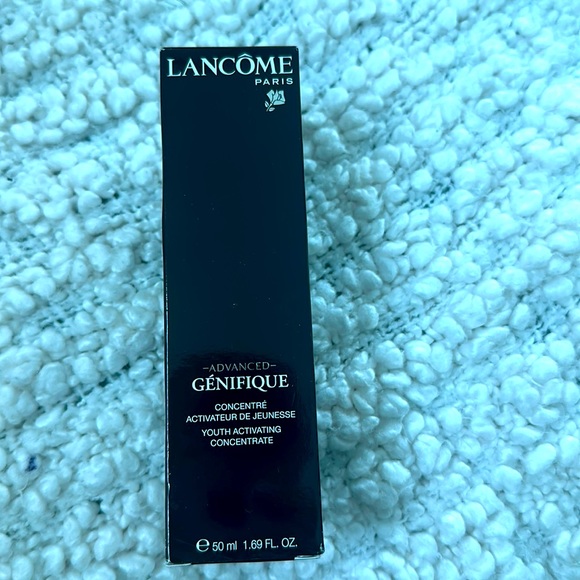 LANCÔME
PARIS
–ADVANCED–
GÉNIFIQUE
CONCENTRÉ
ACTIVATEUR DE JEUNESSE
YOUTH ACTIVATING
CONCENTRATE
℮ 50 ml 1.69 FL. OZ.